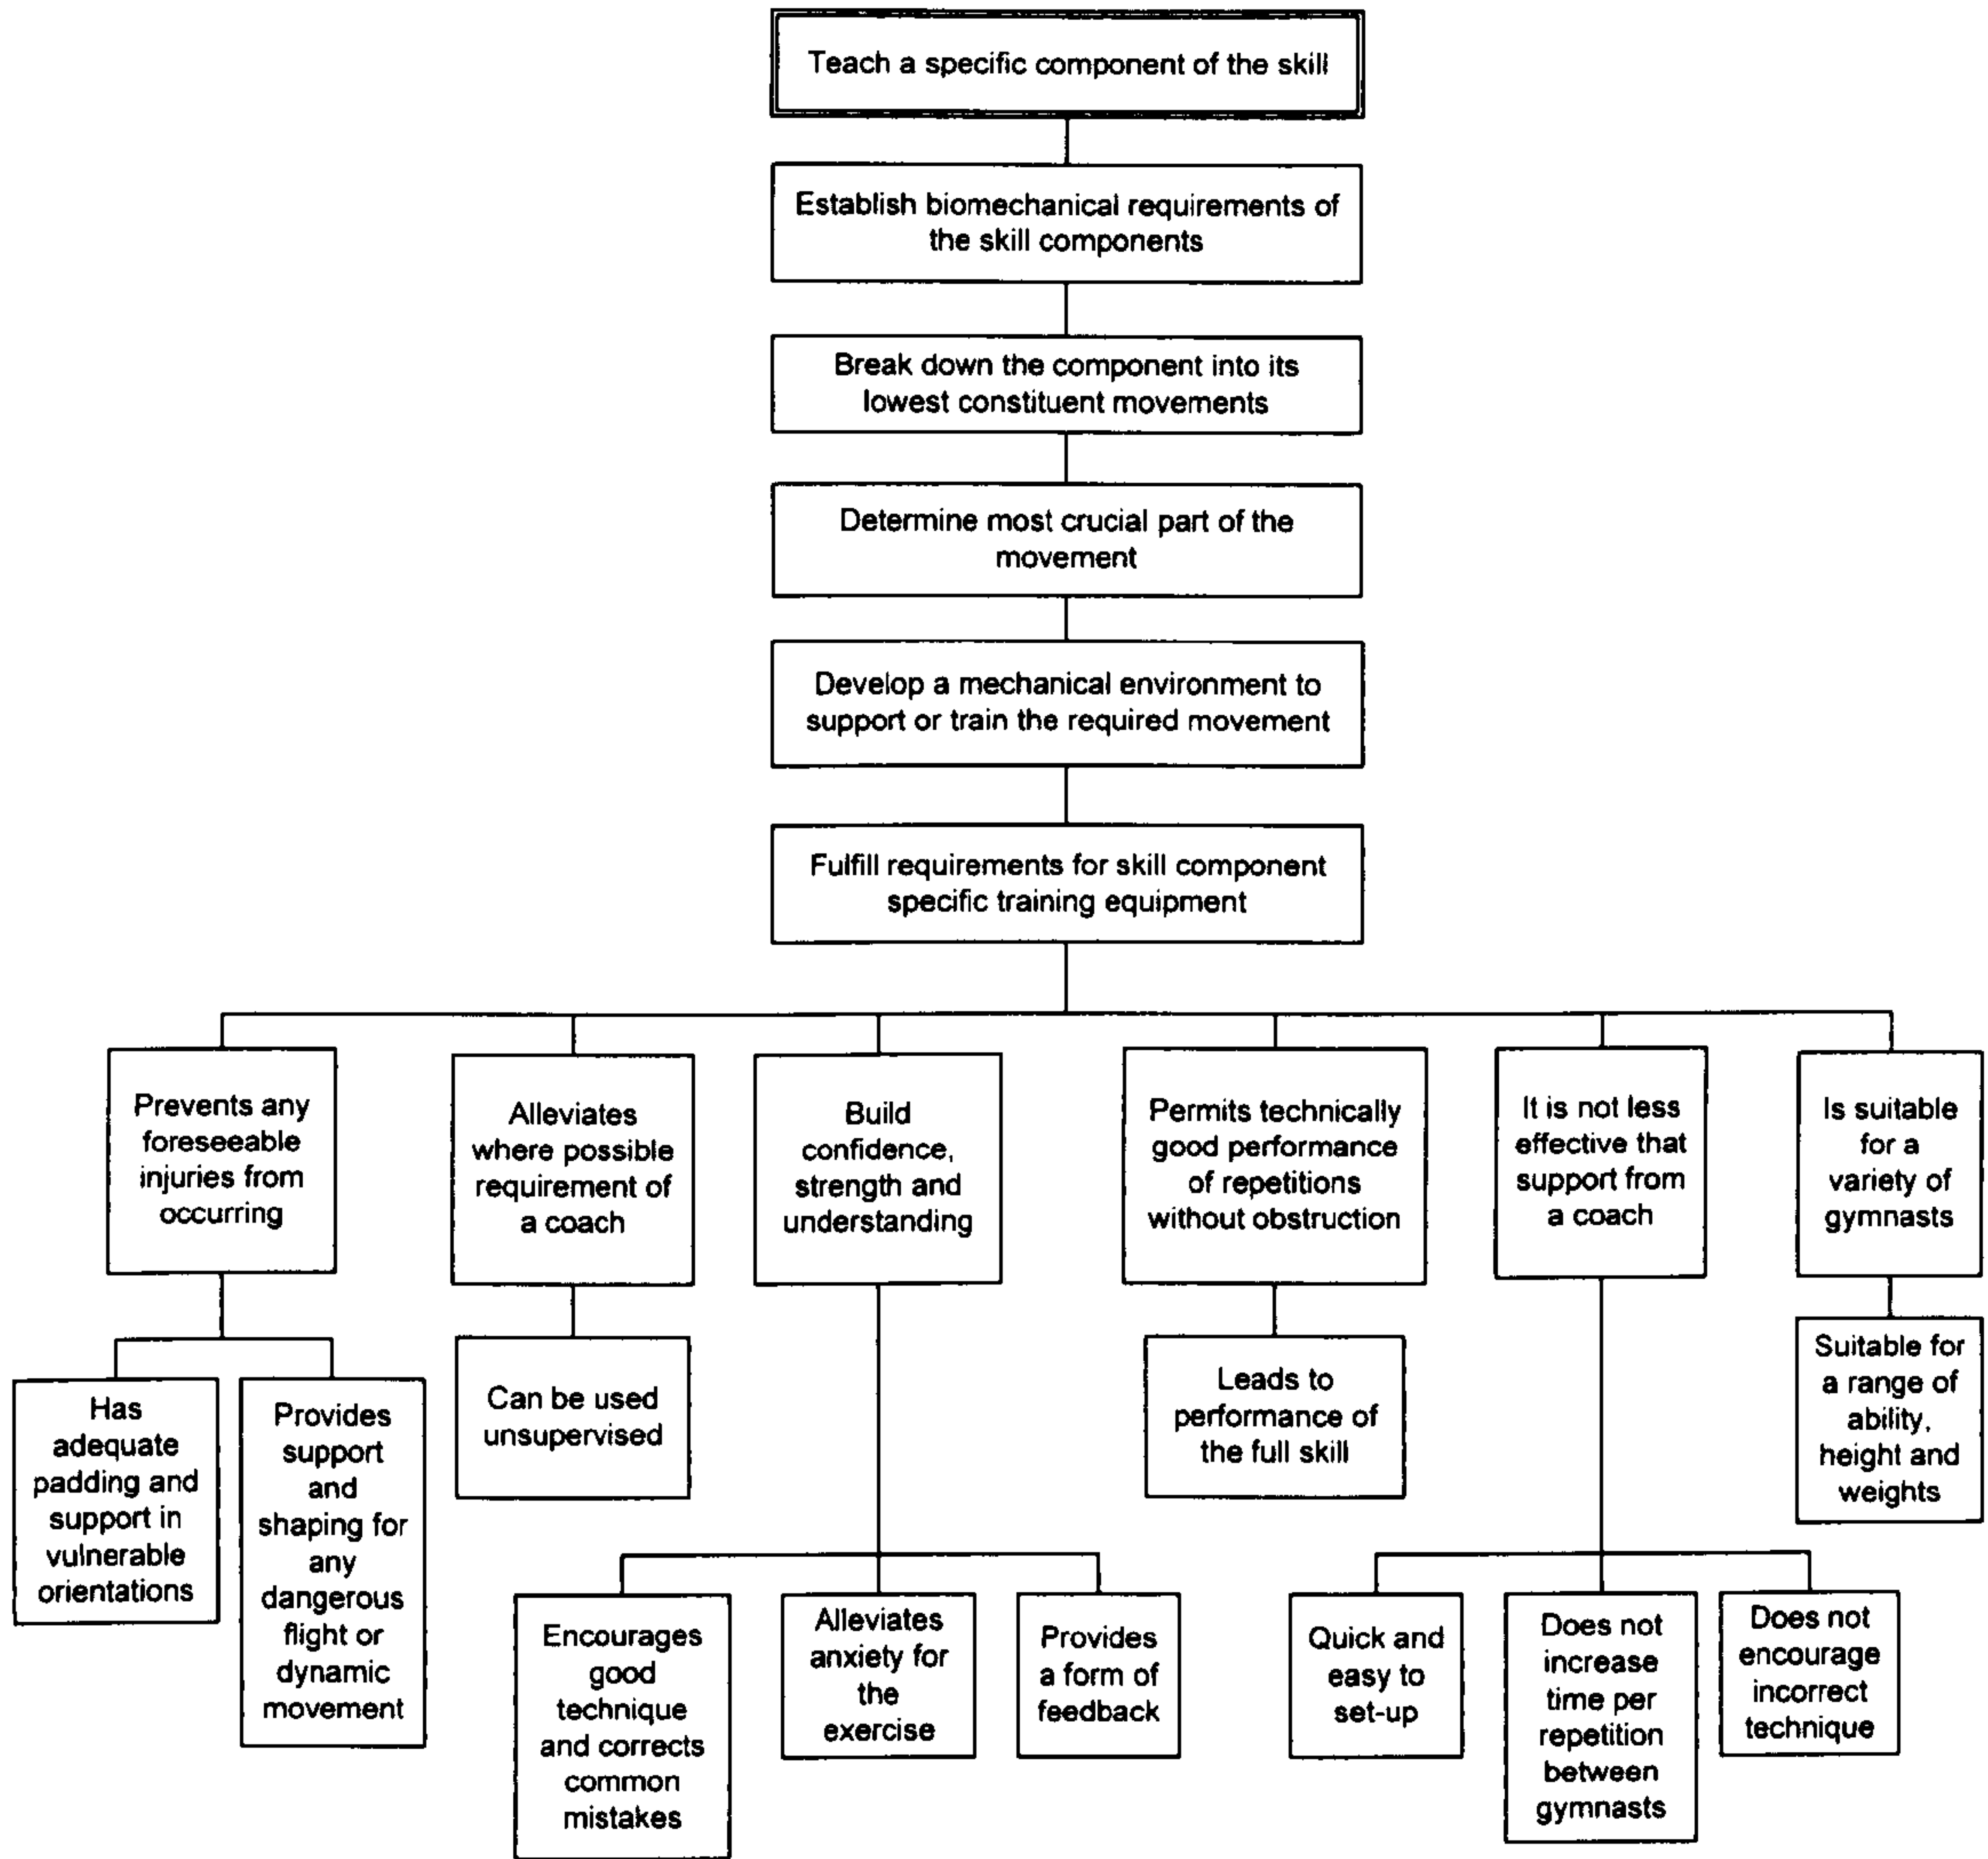 Teach a specific component of the skill
Establish biomechanical requirements of
the skill components
Break down the component into its
lowest constituent movements
Determine most crucial part of the
movement
Develop a mechanical environment to
support or train the required movement
Fulfill requirements for skill component
specific training equipment
Prevents any
foreseeable
injuries from
occurring
Alleviates
where possible
requirement of
a coach
Build
confidence,
strength and
understanding
Permits technically
good performance
of repetitions
without obstruction
It is not less
effective that
support from
a coach
Is suitable
for a
variety of
gymnasts
Has
adequate
padding and
support in
vulnerable
orientations
Provides
support
and
shaping for
any
dangerous
flight or
dynamic
movement
Can be used
unsupervised
Leads to
performance of
the full skill
Suitable for
a range of
ability,
height and
weights
Encourages
good
technique
and corrects
common
mistakes
Alleviates
anxiety for
the
exercise
Provides
a form of
feedback
Quick and
easy to
set-up
Does not
increase
time per
repetition
between
gymnasts
Does not
encourage
incorrect
technique